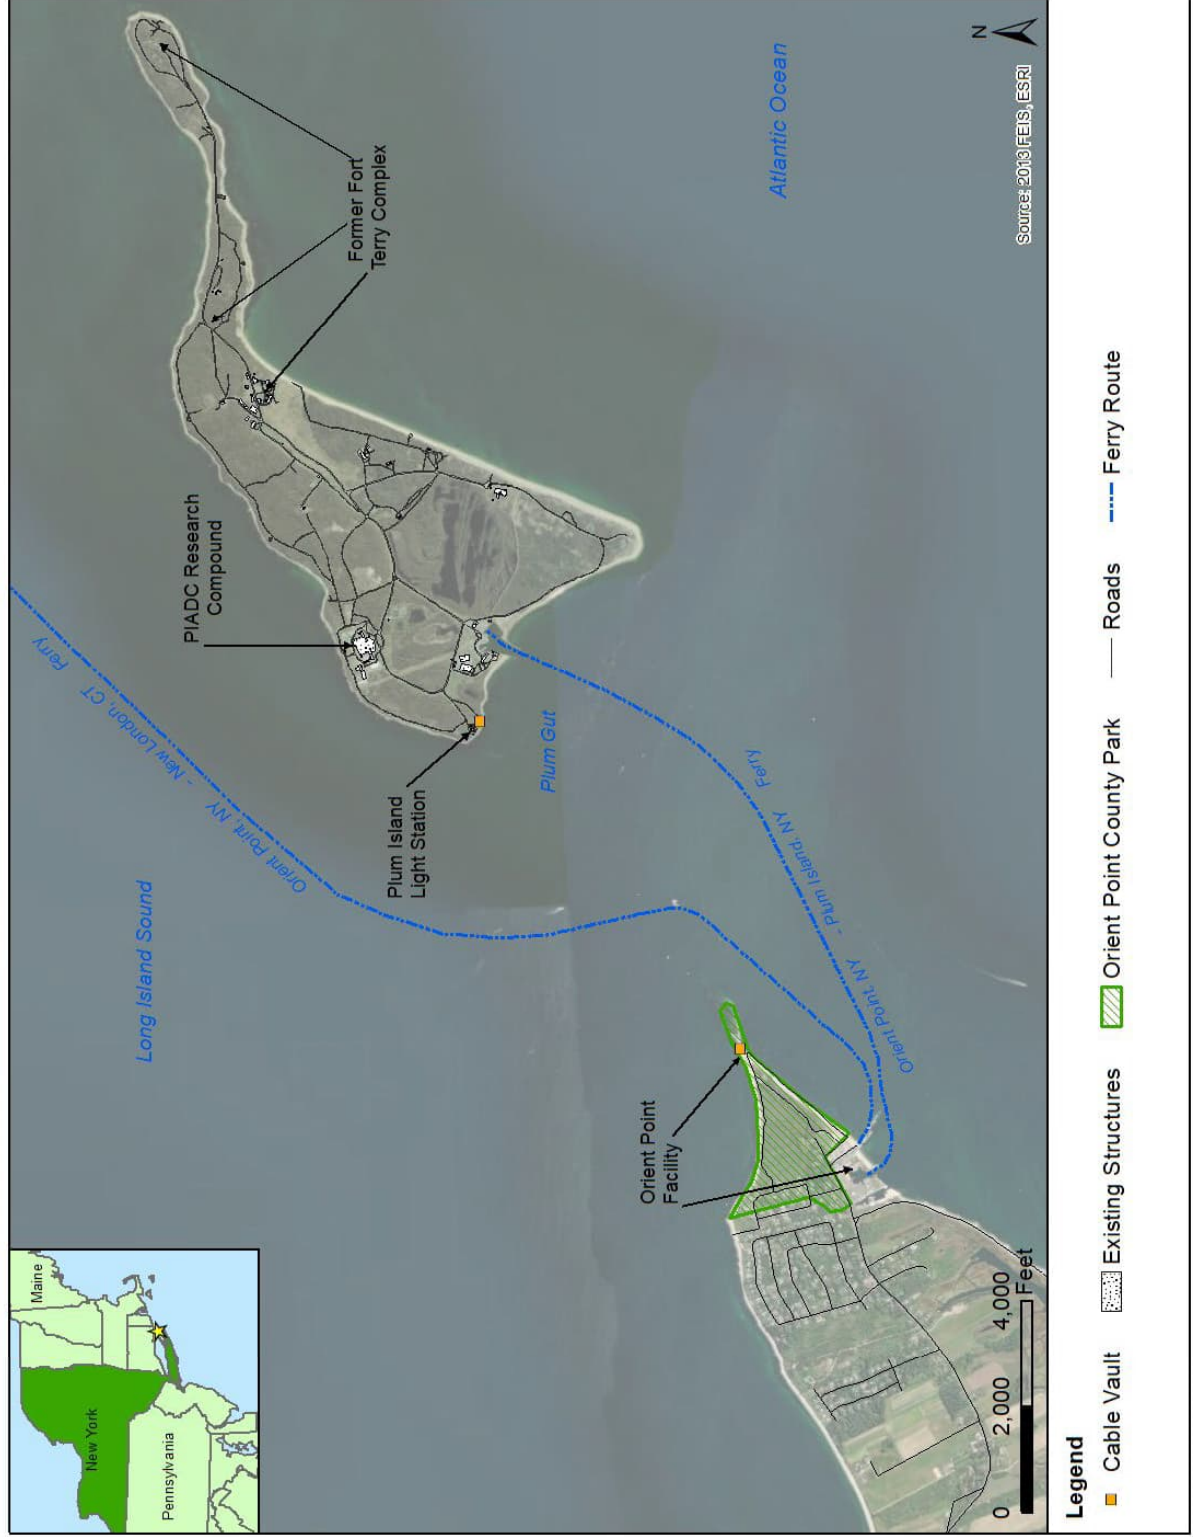 Maine
New York
Pennsylvania
Long Island Sound
Orient Point, NY - New London, CT Ferry
PIADC Research
Compound
Former Fort
Terry Complex
Plum Island
Light Station
Plum Gut
Atlantic Ocean
Orient Point, NY - Plum Island, NY Ferry
Orient Point
Facility
N
Source: 2013 FEIS, ESRI
0 2,000 4,000
Feet
Legend
Cable Vault
Existing Structures
Orient Point County Park
Roads
Ferry Route